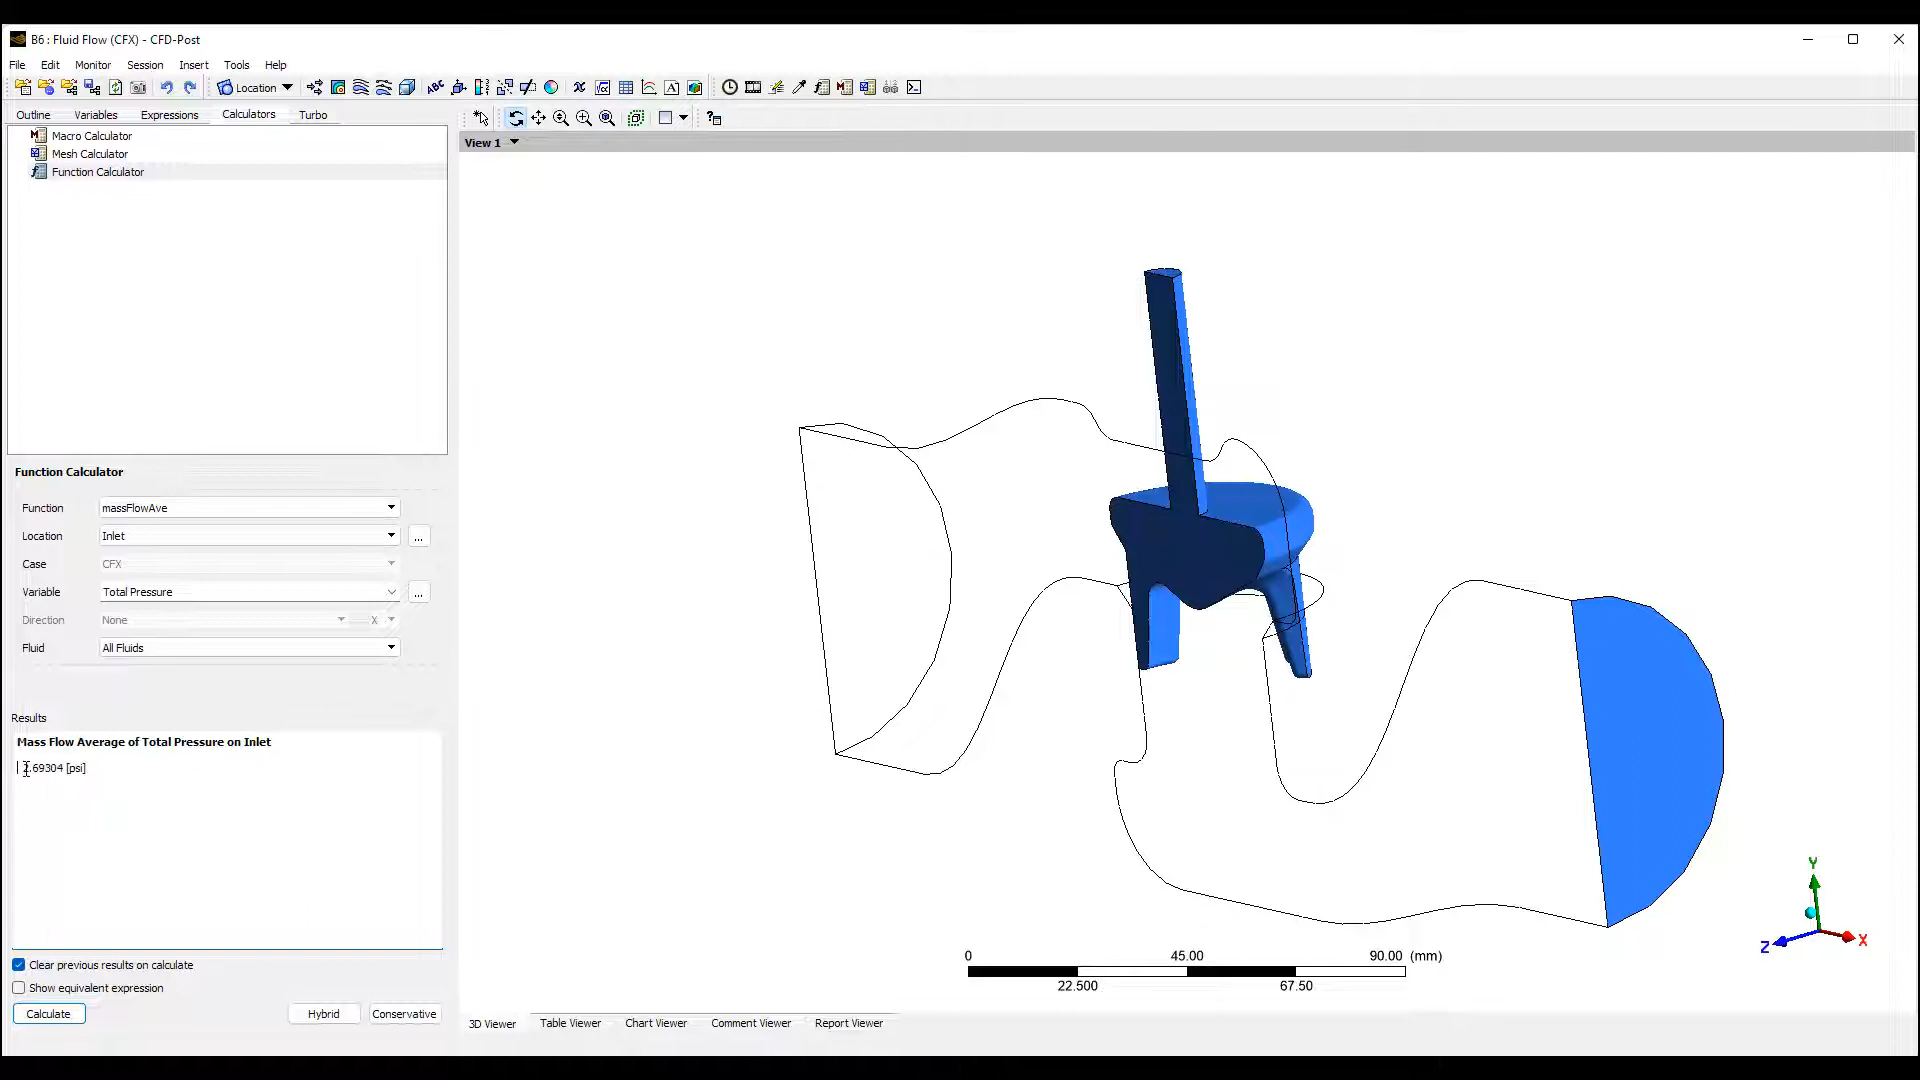 B6 : Fluid Flow (CFX) - CFD-Post
File Edit Monitor Session Insert Tools Help
Location
Outline Variables Expressions Calculators Turbo
Macro Calculator
Mesh Calculator
Function Calculator
View 1
Function Calculator
Function massFlowAve
Location Inlet ...
Case CFX
Variable Total Pressure ...
Direction None X
Fluid All Fluids
Results
Mass Flow Average of Total Pressure on Inlet
.69304 [psi]
Clear previous results on calculate
Show equivalent expression
Calculate Hybrid Conservative
0 45.00 90.00 (mm)
22.500 67.50
Y
Z X
3D Viewer Table Viewer Chart Viewer Comment Viewer Report Viewer